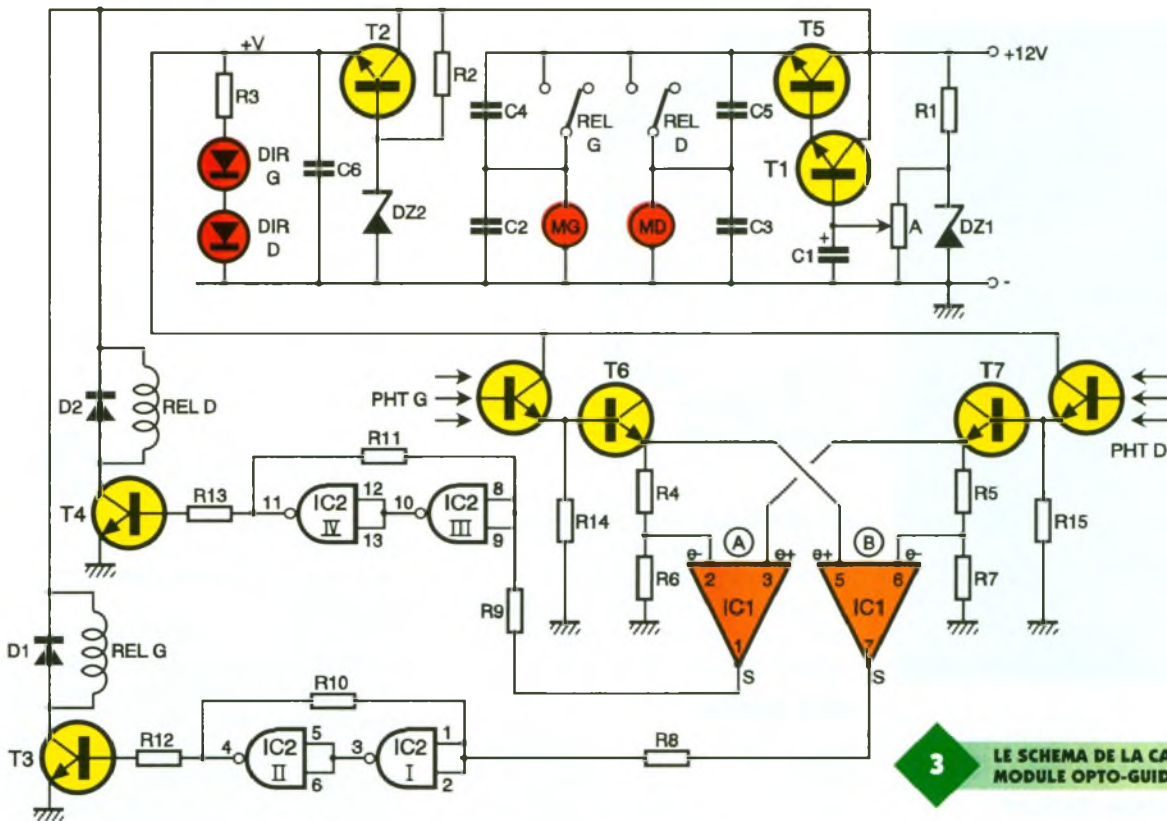 +V
T2
T5
+12V
R3
R2
C4
REL
G
REL
D
C5
R1
DIR
G
C6
T1
DIR
D
DZ2
C2
MG
MD
C3
+
C1
A
DZ1
-
T6
T7
D2
REL D
PHT G
PHT D
R11
T4
R13
11
IC2
IV
12
13
10
IC2
III
8
9
R14
R4
R5
R15
A
B
e-
e+
e+
e-
R6
2
3
5
6
R7
IC1
IC1
R9
1
7
S
S
D1
REL G
R10
T3
R12
4
IC2
II
5
6
3
IC2
I
1
2
R8
3
LE SCHEMA DE LA
MODULE